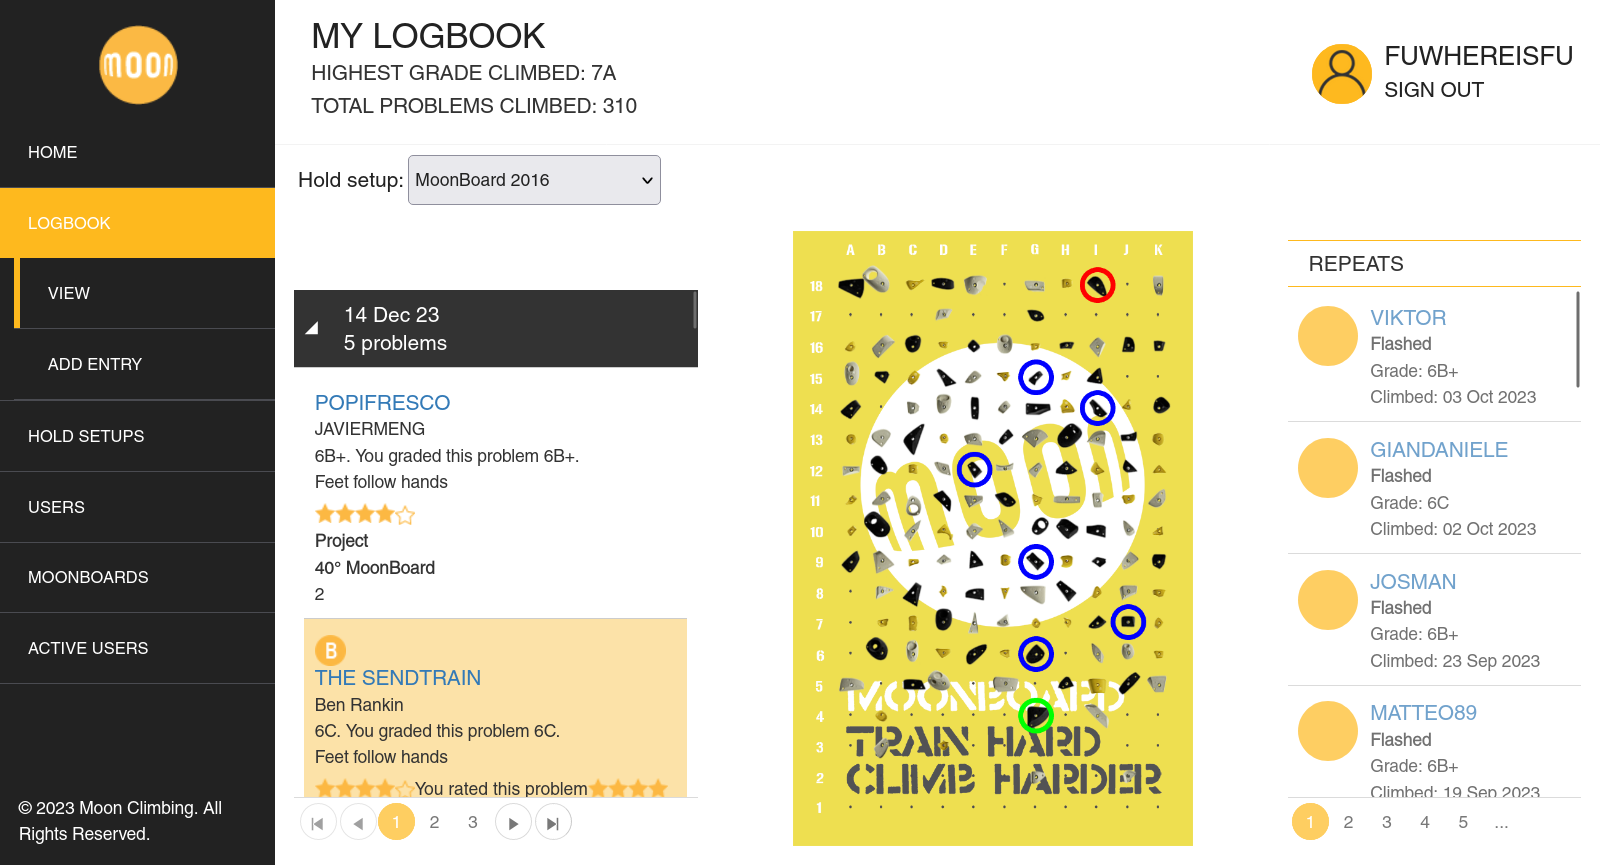 moon
HOME
LOGBOOK
VIEW
ADD ENTRY
HOLD SETUPS
USERS
MOONBOARDS
ACTIVE USERS
© 2023 Moon Climbing. All
Rights Reserved.
MY LOGBOOK
HIGHEST GRADE CLIMBED: 7A
TOTAL PROBLEMS CLIMBED: 310
FUWHEREISFU
SIGN OUT
Hold setup: MoonBoard 2016
14 Dec 23
5 problems
POPIFRESCO
JAVIERMENG
6B+. You graded this problem 6B+.
Feet follow hands
Project
40° MoonBoard
2
B
THE SENDTRAIN
Ben Rankin
6C. You graded this problem 6C.
Feet follow hands
You rated this problem
1 2 3
A B C D E F G H I J K
18
17
16
15
14
13
12
11
10
9
8
7
6
5
4
3
2
1
moon
MOONBOARD
TRAIN HARD
CLIMB HARDER
REPEATS
VIKTOR
Flashed
Grade: 6B+
Climbed: 03 Oct 2023
GIANDANIELE
Flashed
Grade: 6C
Climbed: 02 Oct 2023
JOSMAN
Flashed
Grade: 6B+
Climbed: 23 Sep 2023
MATTEO89
Flashed
Grade: 6B+
Climbed: 19 Sep 2023
1 2 3 4 5 ...